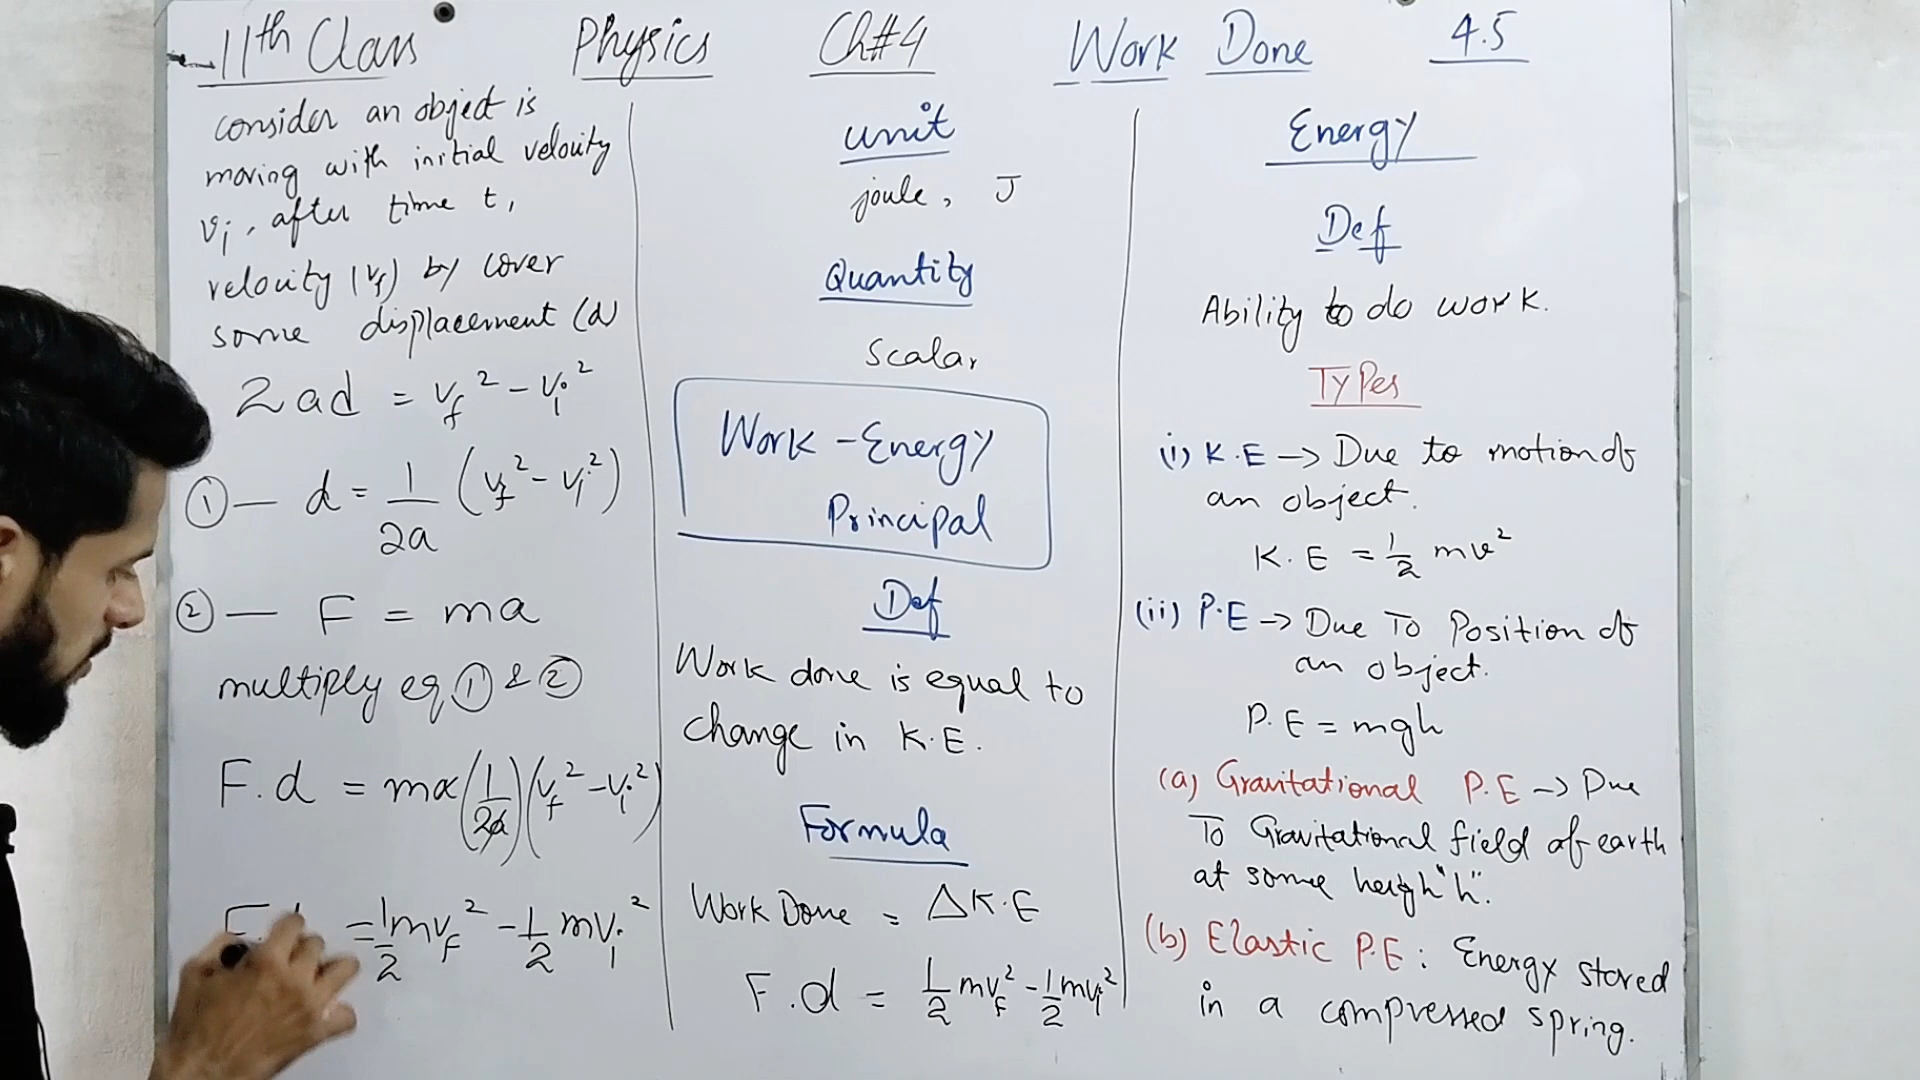 11th Class Physics Ch#4 Work Done 4.5
consider an object is
moving with initial velocity
vi, after time t,
velocity (vf) by cover
some displacement (d)
2ad = vf² - vi²
① — d = 1/2a (vf² - vi²)
② — F = ma
multiply eq ① & ②
F.d = ma(1/2a)(vf² - vi²)
F.d = 1/2 mvf² - 1/2 mvi²
unit
joule, J
Quantity
Scalar
Work - Energy
Principal
Def
Work done is equal to
change in K.E.
Formula
Work Done = ΔK.E
F.d = 1/2 mvf² - 1/2 mvi²
Energy
Def
Ability to do work.
Types
(i) K.E → Due to motion of
an object.
K.E = 1/2 mv²
(ii) P.E → Due To Position of
an object.
P.E = mgh
(a) Gravitational P.E → Due
To Gravitational field of earth
at some heigh "h".
(b) Elastic P.E : Energy stored
in a compressed spring.